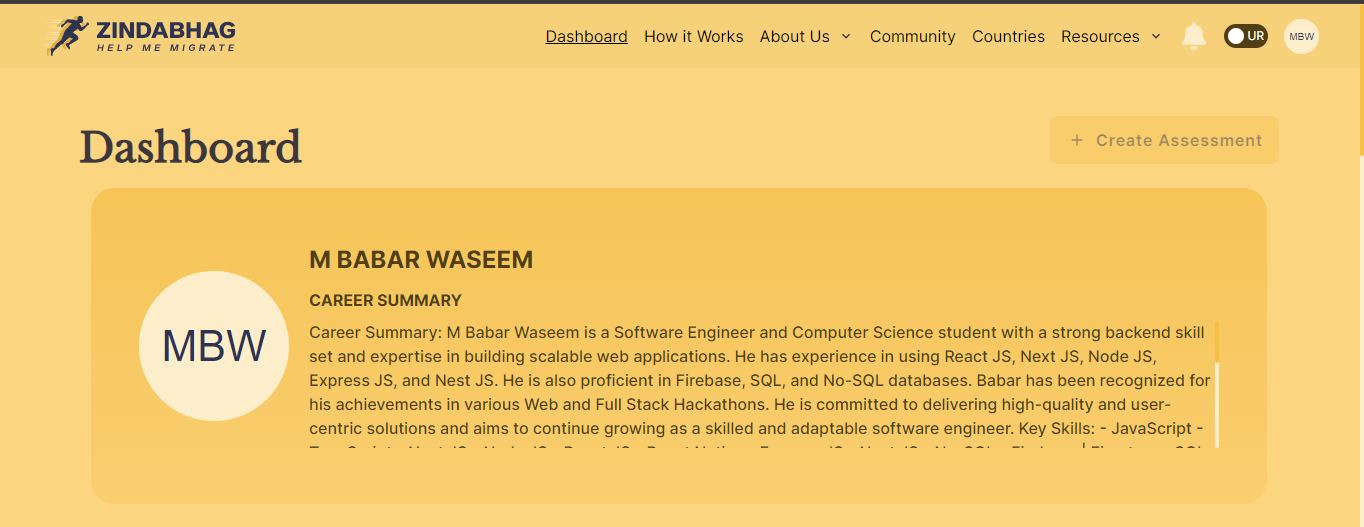 ZINDABHAG
HELP ME MIGRATE
Dashboard How it Works About Us Community Countries Resources UR MBW
Dashboard
+ Create Assessment
M BABAR WASEEM
CAREER SUMMARY
MBW
Career Summary: M Babar Waseem is a Software Engineer and Computer Science student with a strong backend skill
set and expertise in building scalable web applications. He has experience in using React JS, Next JS, Node JS,
Express JS, and Nest JS. He is also proficient in Firebase, SQL, and No-SQL databases. Babar has been recognized for
his achievements in various Web and Full Stack Hackathons. He is committed to delivering high-quality and user-
centric solutions and aims to continue growing as a skilled and adaptable software engineer. Key Skills: - JavaScript -